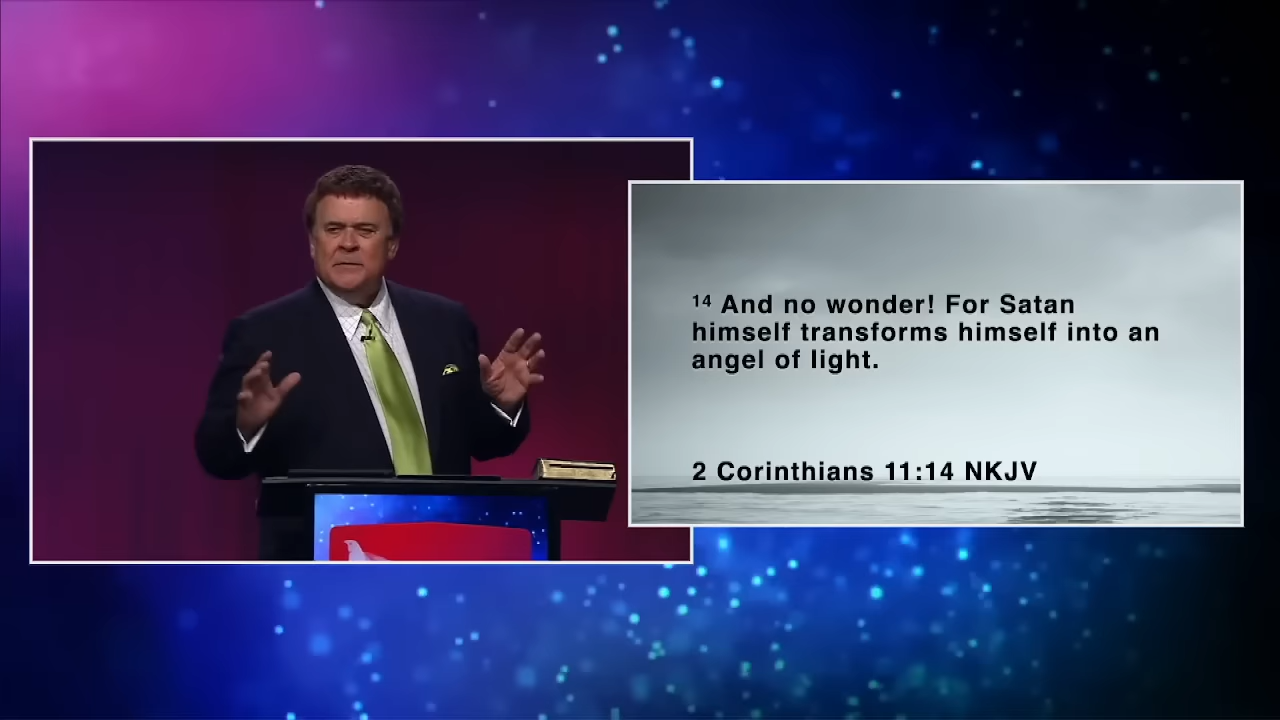 14 And no wonder! For Satan
himself transforms himself into an
angel of light.
2 Corinthians 11:14 NKJV